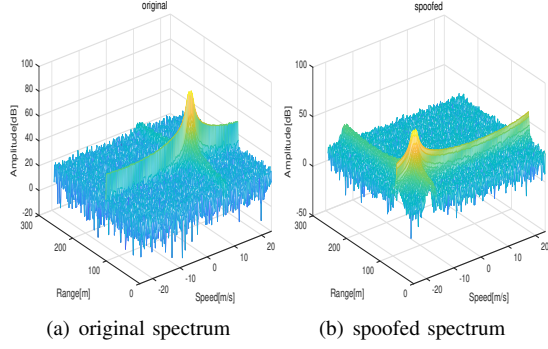 original
100
80
60
40
20
0
-20
Amplitude[dB]
300
200
100
0
Range[m]
-20
-10
0
10
20
Speed[m/s]
(a) original spectrum
spoofed
100
50
0
-50
Amplitude[dB]
300
200
100
0
Range[m]
-20
-10
0
10
20
Speed[m/s]
(b) spoofed spectrum